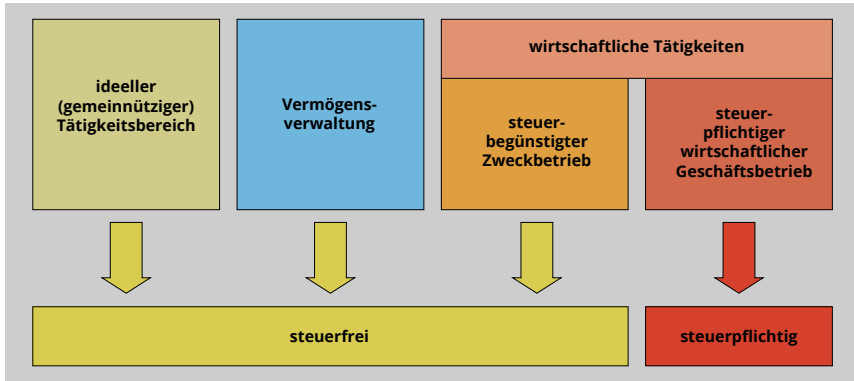 ideeller
(gemeinnütziger)
Tätigkeitsbereich
Vermögens-
verwaltung
wirtschaftliche Tätigkeiten
steuer-
begünstigter
Zweckbetrieb
steuer-
pflichtiger
wirtschaftlicher
Geschäftsbetrieb
steuerfrei
steuerpflichtig